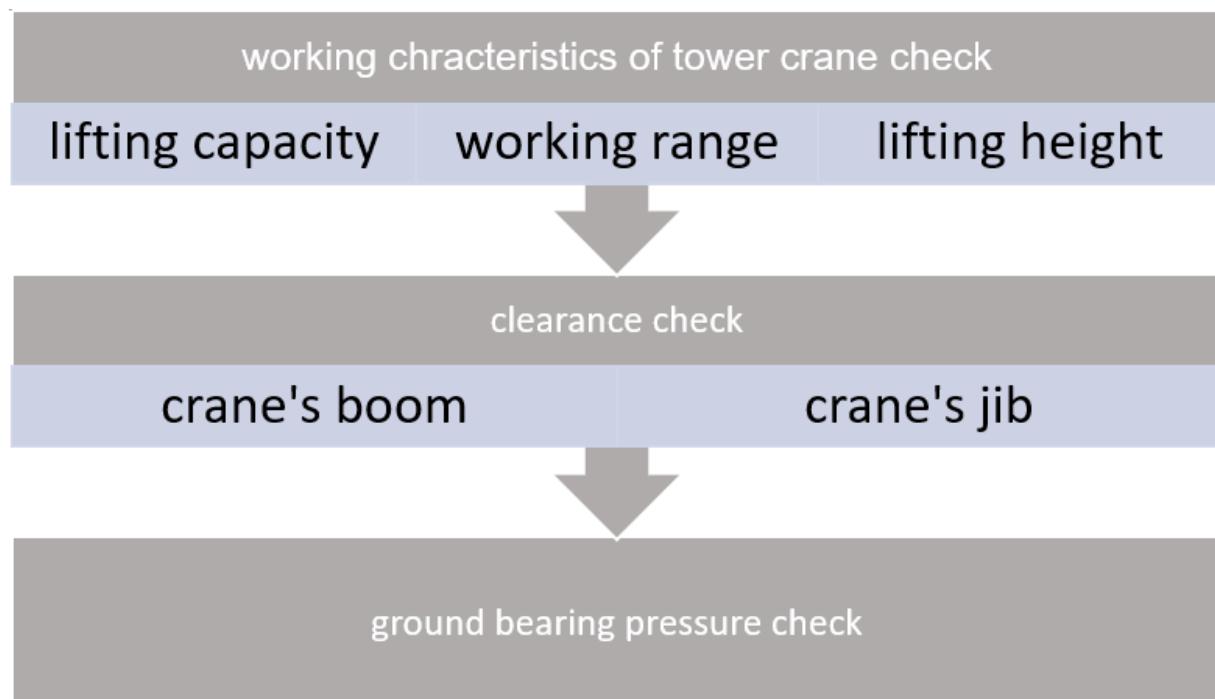 working chracteristics of tower crane check
lifting capacity working range lifting height
clearance check
crane's boom crane's jib
ground bearing pressure check